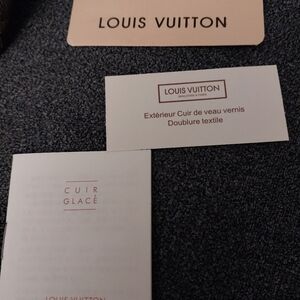 LOUIS VUITTON
LOUIS VUITTON
Extérieur Cuir de veau vernis
Doublure textile
CUIR
GLACÉ
LOUIS VUITTON